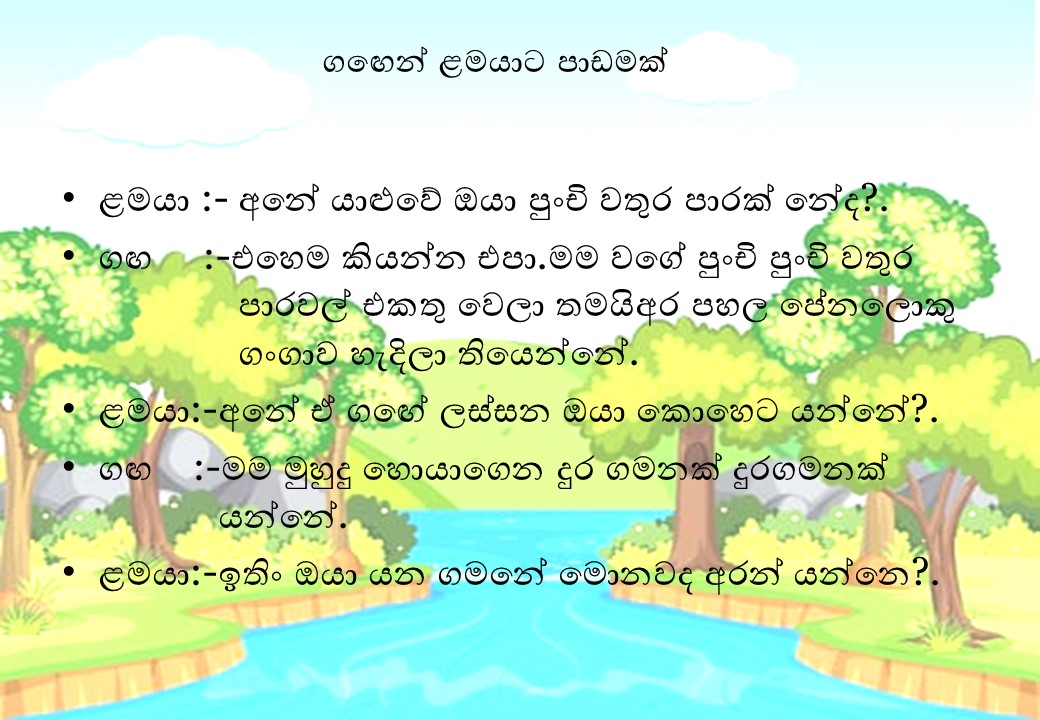 ගඟෙන් ළමයාට පාඩමක්
• ළමයා :- අනේ යාළුවේ ඔයා පුංචි වතුර පාරක් නේද?.
• ගඟ :-එහෙම කියන්න එපා.මම වගේ පුංචි පුංචි වතුර
පාරවල් එකතු වෙලා තමයිඅර පහල පේනලොකු
ගංගාව හැදිලා තියෙන්නේ.
• ළමයා:-අනේ ඒ ගඟේ ලස්සන ඔයා කොහෙට යන්නේ?.
• ගඟ :-මම මුහුදු හොයාගෙන දුර ගමනක් දුරගමනක්
යන්නේ.
• ළමයා:-ඉතිං ඔයා යන ගමනේ මොනවද අරන් යන්නෙ?.